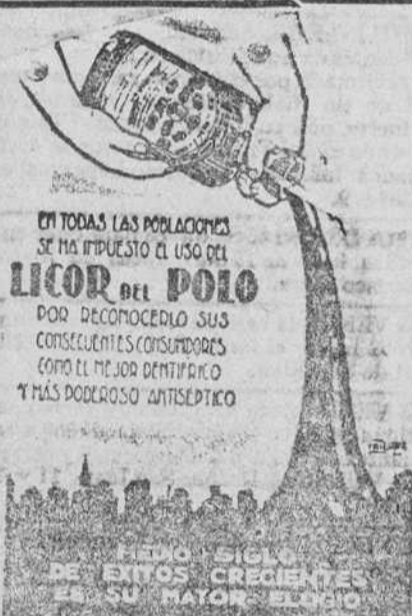 EN TODAS LAS POBLACIONES
SE HA IMPUESTO EL USO DEL
LICOR DEL POLO
POR RECONOCERLO SUS
CONSECUENTES CONSUMIDORES
COMO EL MEJOR DENTIFRICO
Y MÁS PODEROSO ANTISEPTICO
MEDIO SIGLO
DE EXITOS CRECIENTES
ES SU MAYOR ELOGIO